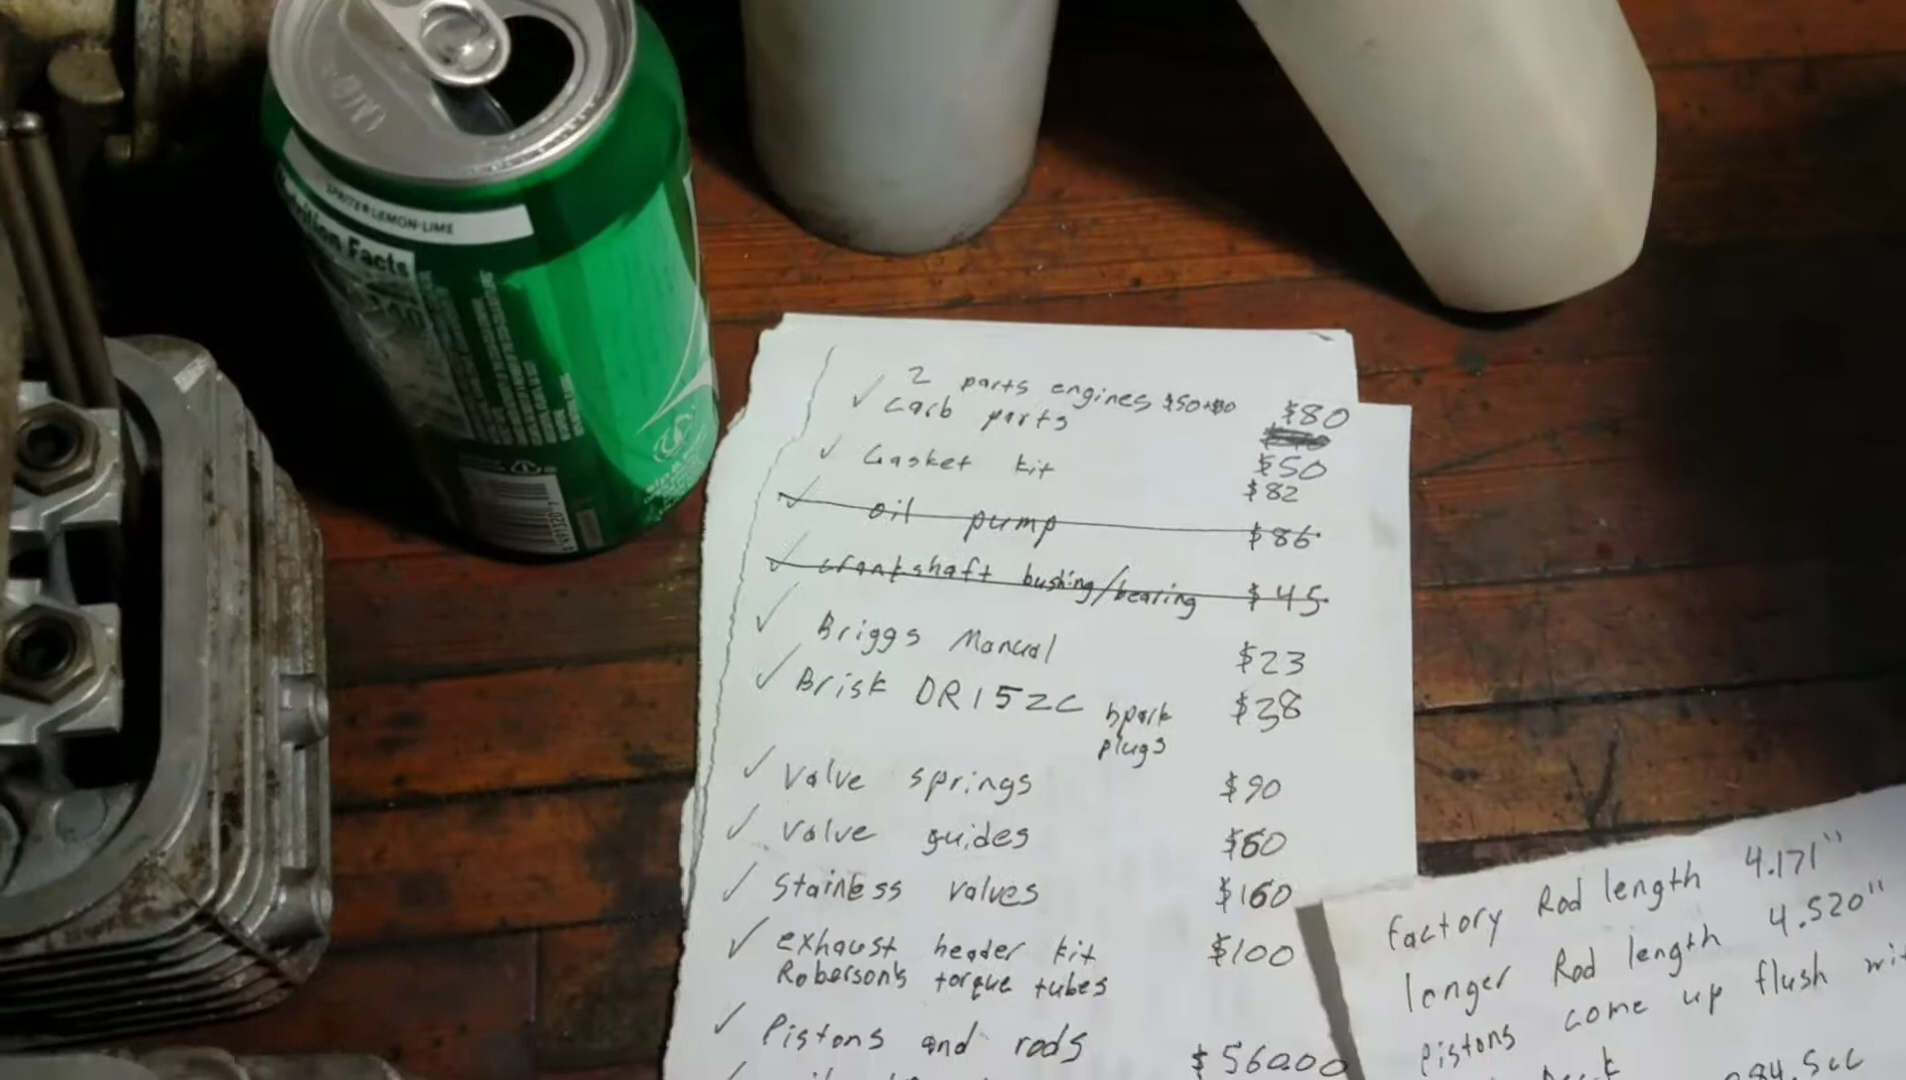 SPRITE® LEMON-LIME
Nutrition Facts
2 parts engines $50+$80 $80
✓ Carb parts
$50
✓ Gasket kit $82
✓ oil pump $86
✓ crankshaft bushing/bearing $45
✓ Briggs Manual $23
✓ Brisk DR15ZC spark plugs $38
✓ Valve springs $90
✓ Valve guides $60
✓ Stainless valves $160
✓ exhaust header kit $100
Roberson's torque tubes
✓ Pistons and rods $560.00
factory Rod length 4.171"
longer Rod length 4.520"
Pistons come up flush